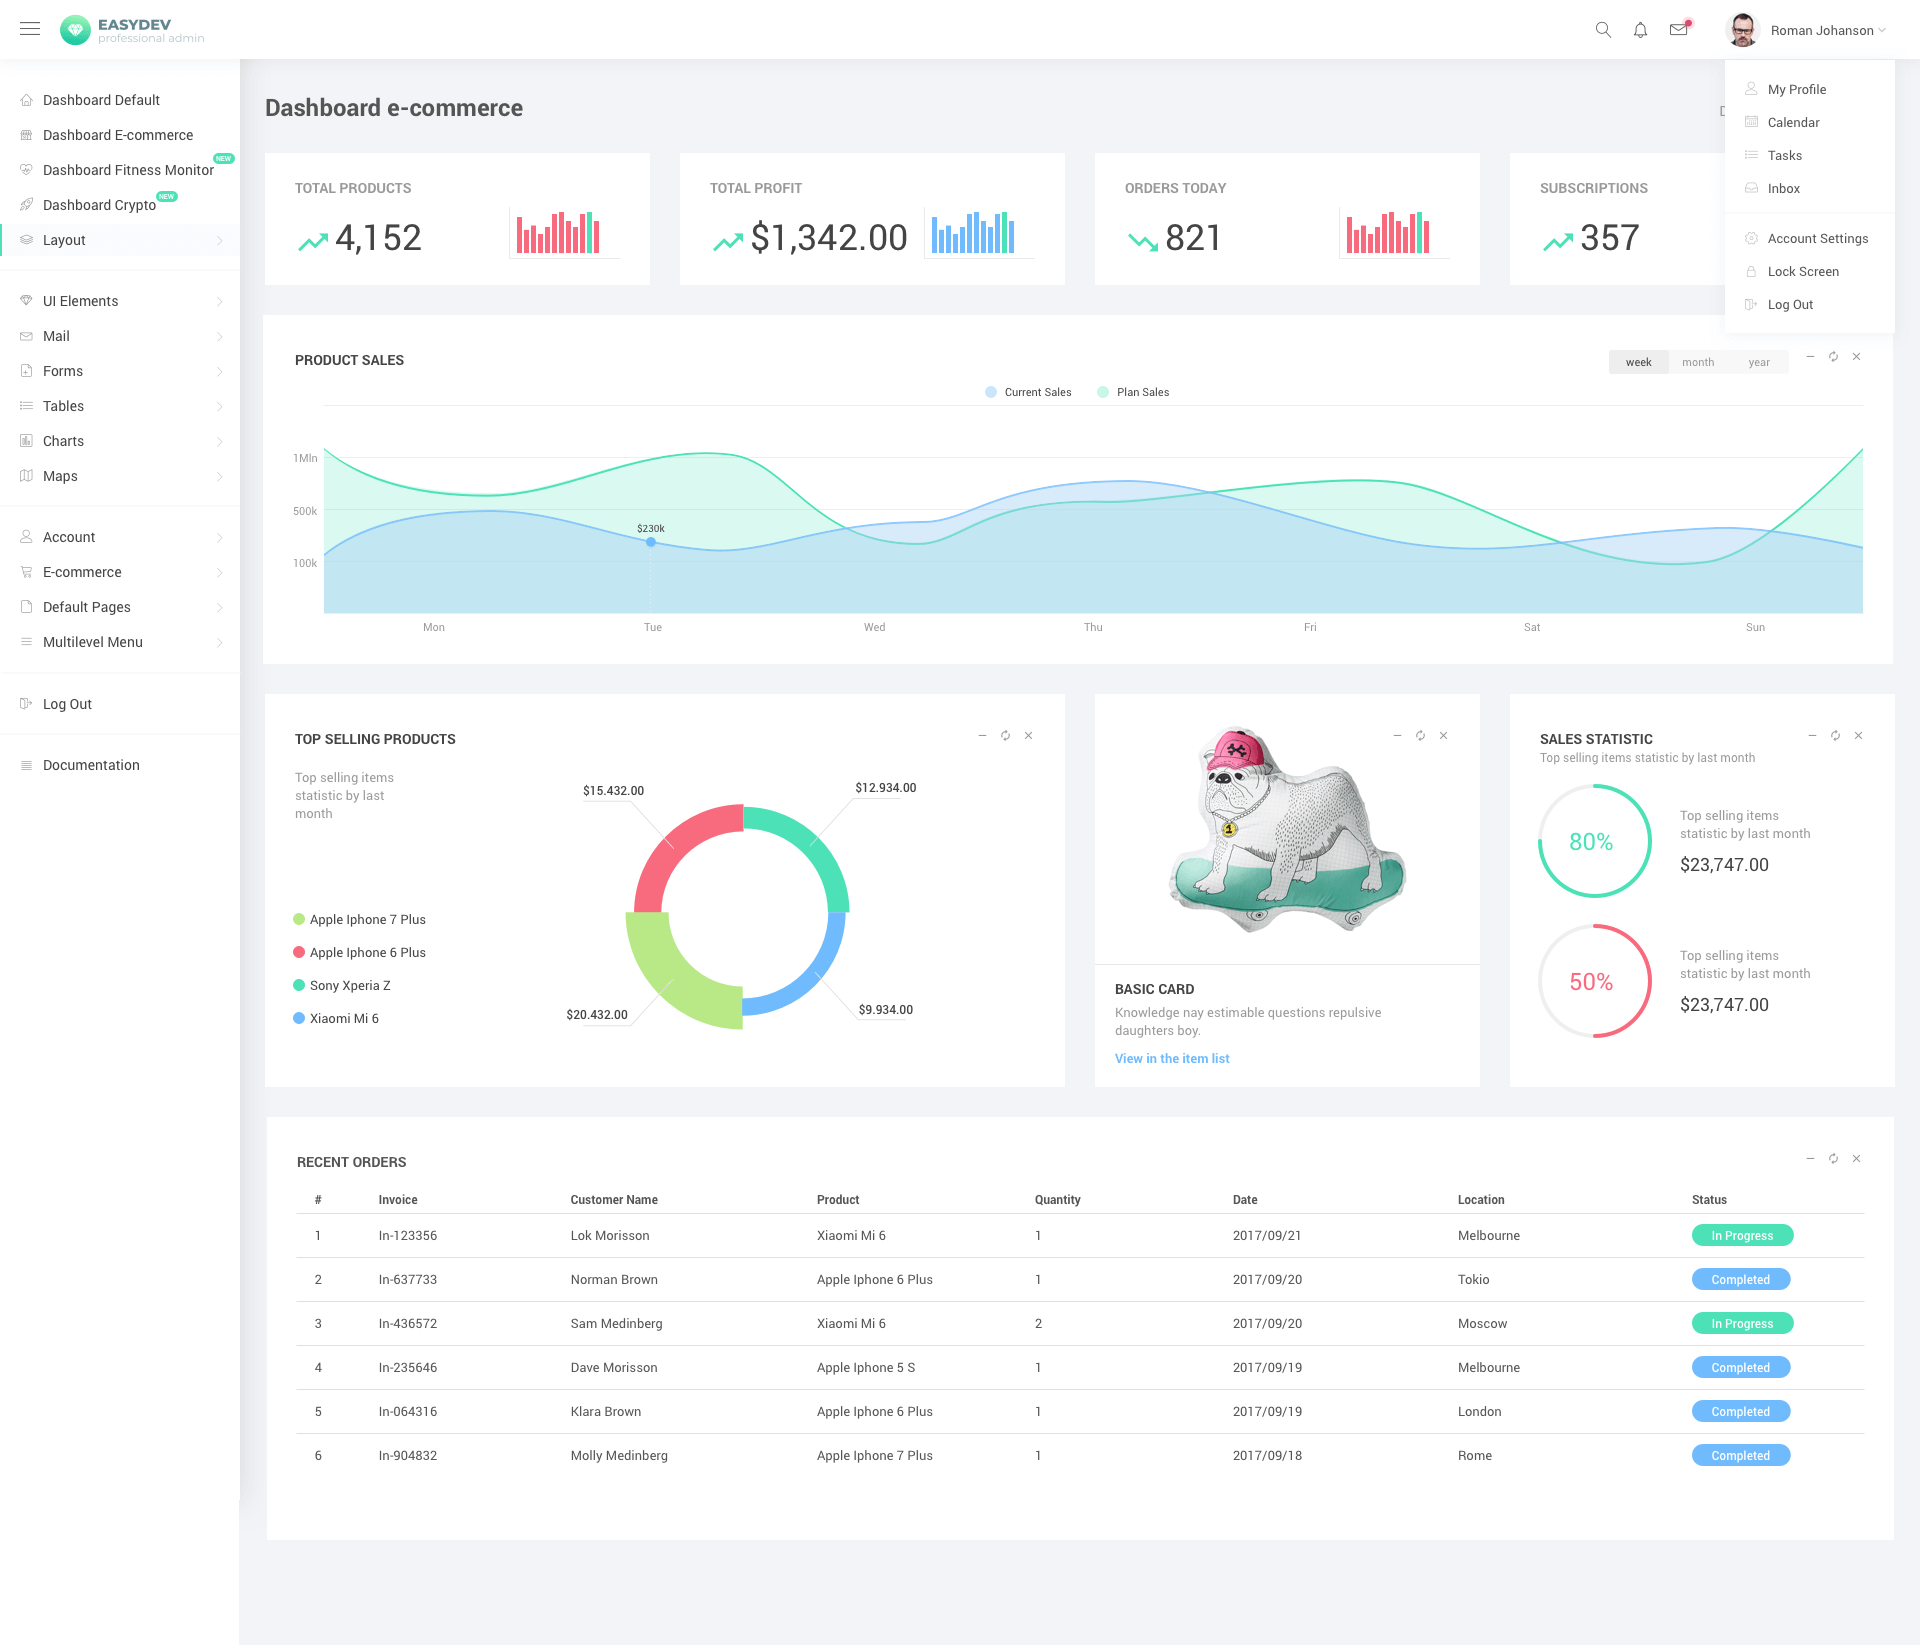 EASYDEV
professional admin
Roman Johanson
Dashboard Default
Dashboard E-commerce
Dashboard Fitness Monitor NEW
Dashboard Crypto NEW
Layout
UI Elements
Mail
Forms
Tables
Charts
Maps
Account
E-commerce
Default Pages
Multilevel Menu
Log Out
Documentation
My Profile
Calendar
Tasks
Inbox
Account Settings
Lock Screen
Log Out
Dashboard e-commerce
TOTAL PRODUCTS
4,152
TOTAL PROFIT
$1,342.00
ORDERS TODAY
821
SUBSCRIPTIONS
357
PRODUCT SALES
week month year
Current Sales Plan Sales
1Mln
500k
100k
$230k
Mon Tue Wed Thu Fri Sat Sun
TOP SELLING PRODUCTS
Top selling items
statistic by last
month
$15.432.00
$12.934.00
$20.432.00
$9.934.00
Apple Iphone 7 Plus
Apple Iphone 6 Plus
Sony Xperia Z
Xiaomi Mi 6
1
BASIC CARD
Knowledge nay estimable questions repulsive
daughters boy.
View in the item list
SALES STATISTIC
Top selling items statistic by last month
80%
Top selling items
statistic by last month
$23,747.00
50%
Top selling items
statistic by last month
$23,747.00
RECENT ORDERS
# Invoice Customer Name Product Quantity Date Location Status
1 In-123356 Lok Morisson Xiaomi Mi 6 1 2017/09/21 Melbourne In Progress
2 In-637733 Norman Brown Apple Iphone 6 Plus 1 2017/09/20 Tokio Completed
3 In-436572 Sam Medinberg Xiaomi Mi 6 2 2017/09/20 Moscow In Progress
4 In-235646 Dave Morisson Apple Iphone 5 S 1 2017/09/19 Melbourne Completed
5 In-064316 Klara Brown Apple Iphone 6 Plus 1 2017/09/19 London Completed
6 In-904832 Molly Medinberg Apple Iphone 7 Plus 1 2017/09/18 Rome Completed